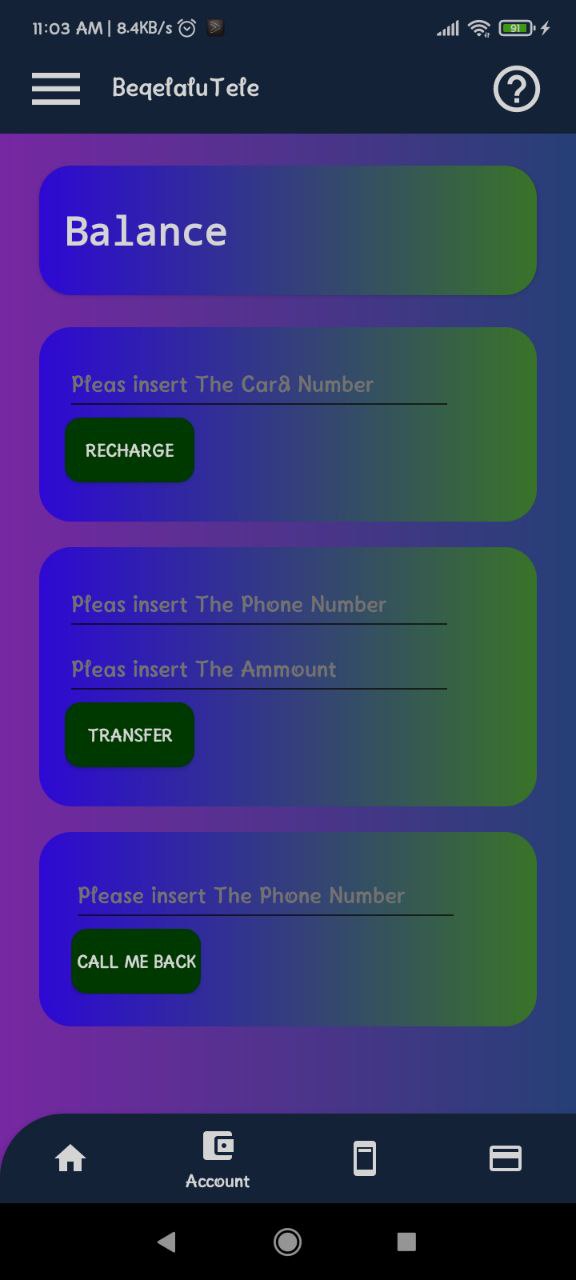 11:03 AM | 8.4KB/s
91
BeqelaluTele
Balance
Pleas insert The Card Number
RECHARGE
Pleas insert The Phone Number
Pleas insert The Ammount
TRANSFER
Please insert The Phone Number
CALL ME BACK
Account